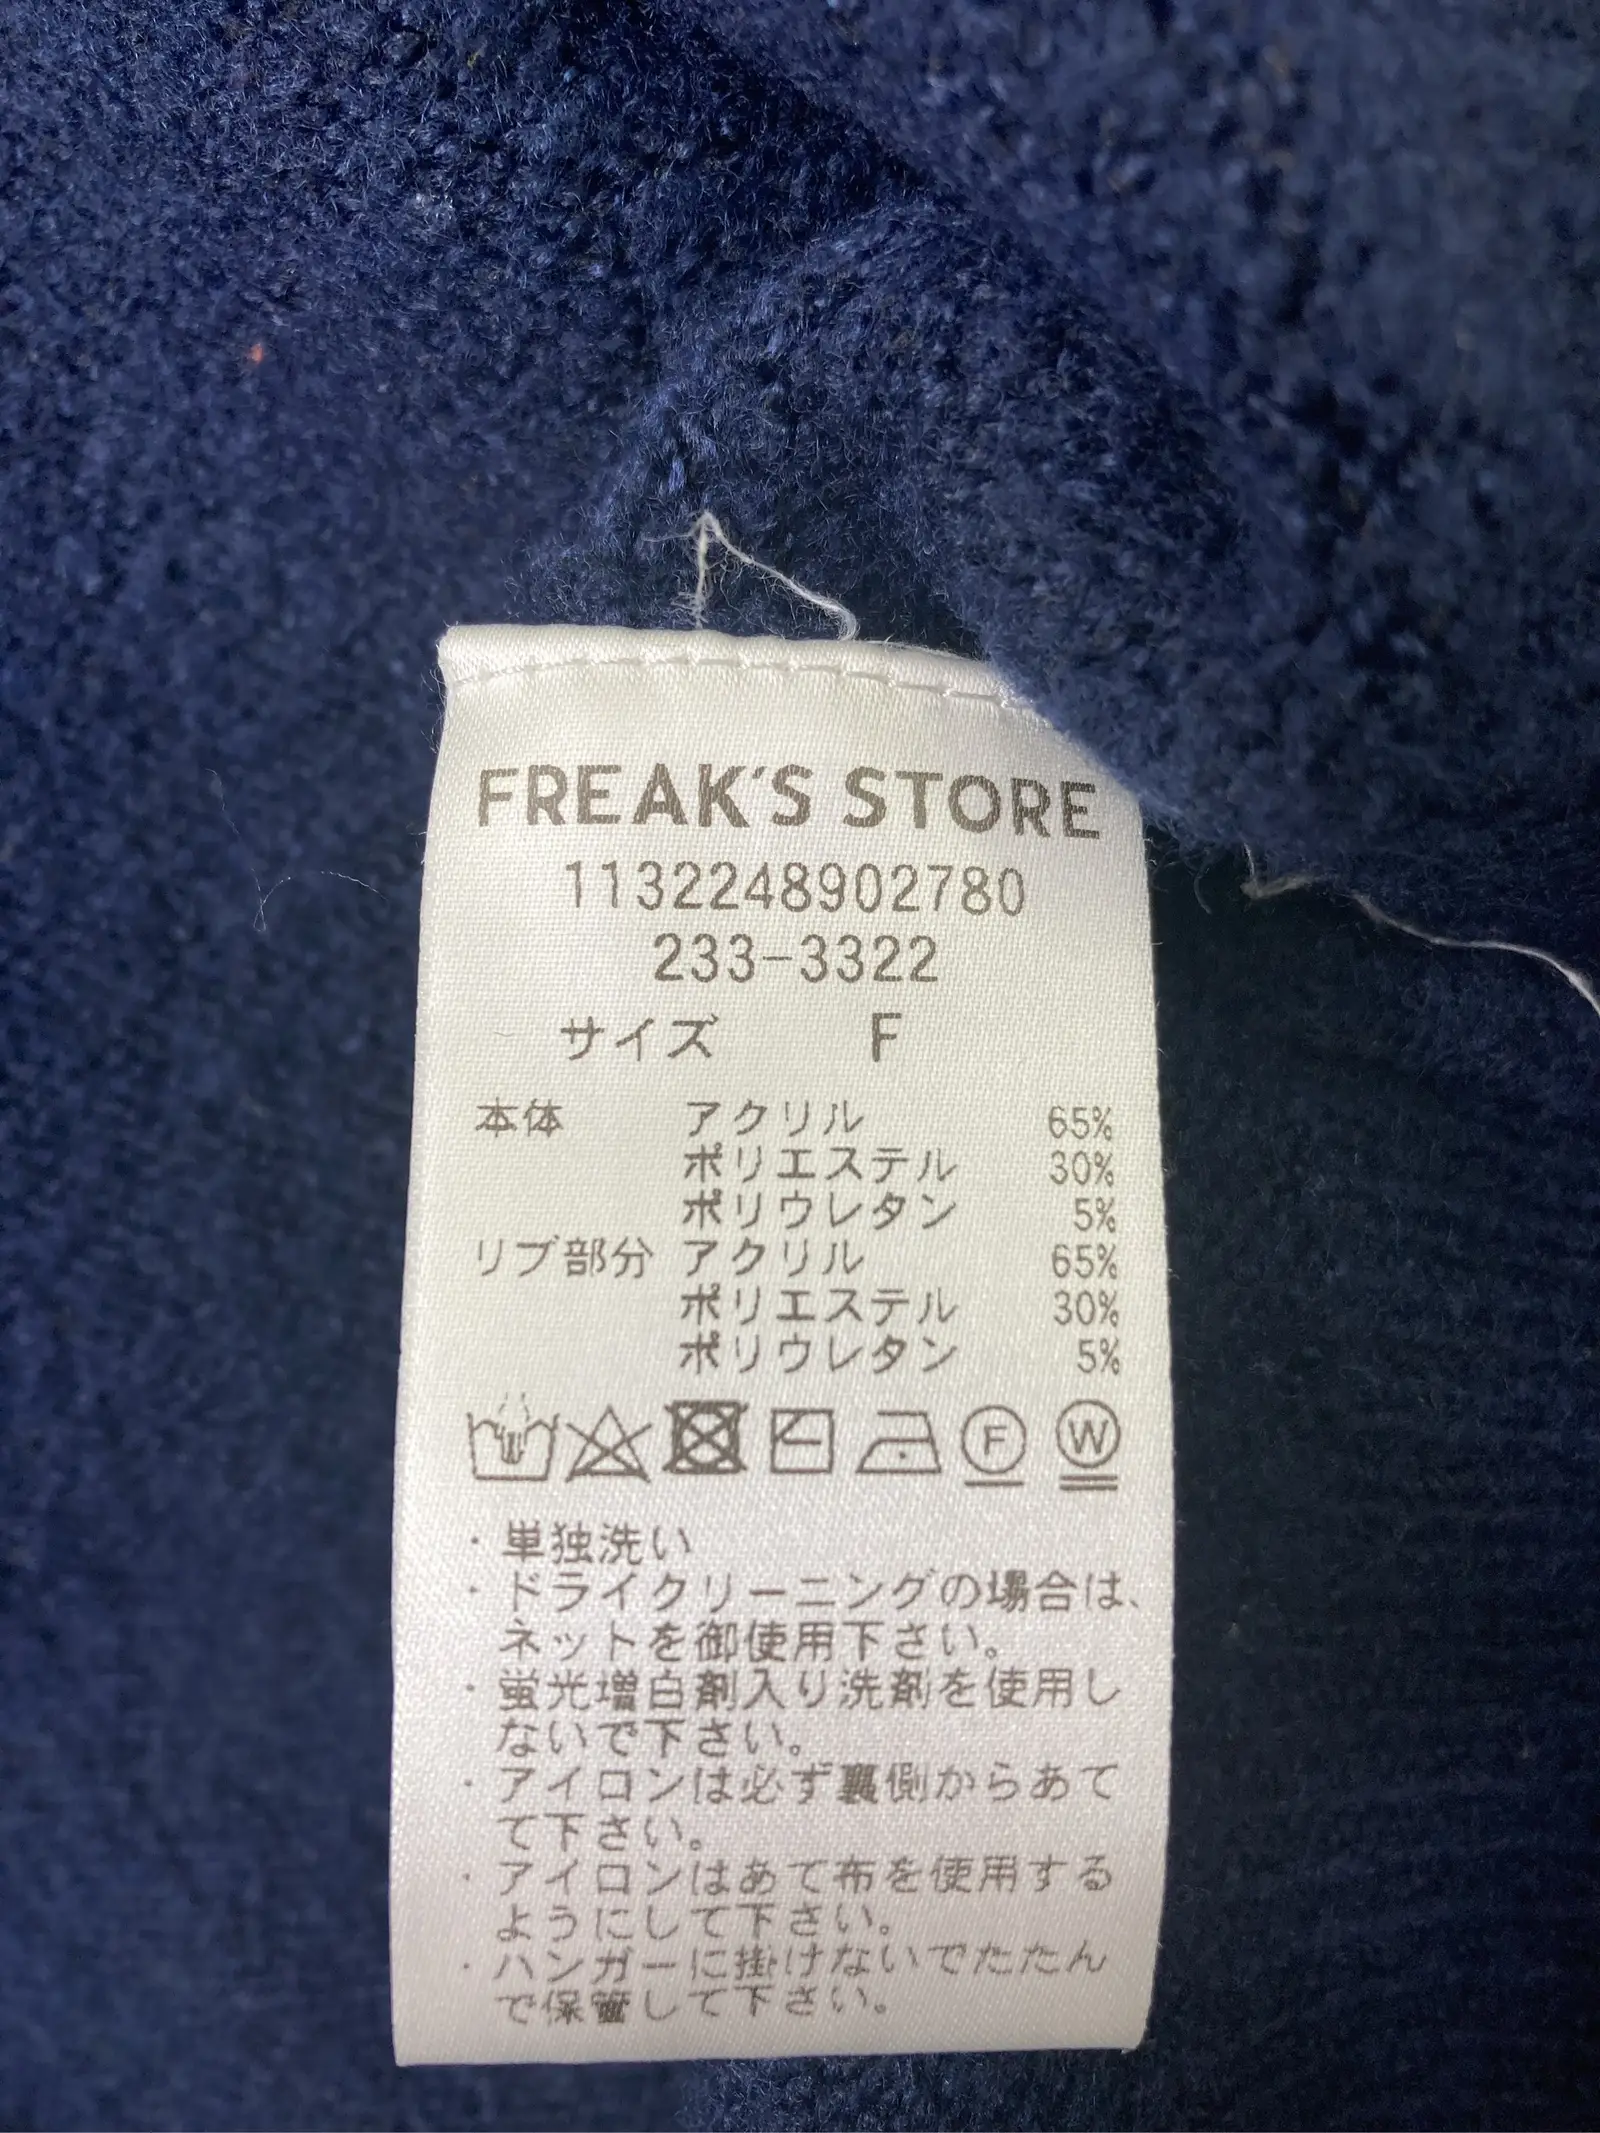 FREAK'S STORE
1132248902780
233-3322
サイズ F
本体 アクリル 65%
ポリエステル 30%
ポリウレタン 5%
リブ部分 アクリル 65%
ポリエステル 30%
ポリウレタン 5%
F W
・単独洗い
・ドライクリーニングの場合は、
ネットを御使用下さい。
・蛍光増白剤入り洗剤を使用し
ないで下さい。
・アイロンは必ず裏側からあて
て下さい。
・アイロンはあて布を使用する
ようにして下さい。
・ハンガーに掛けないでたたん
で保管して下さい。